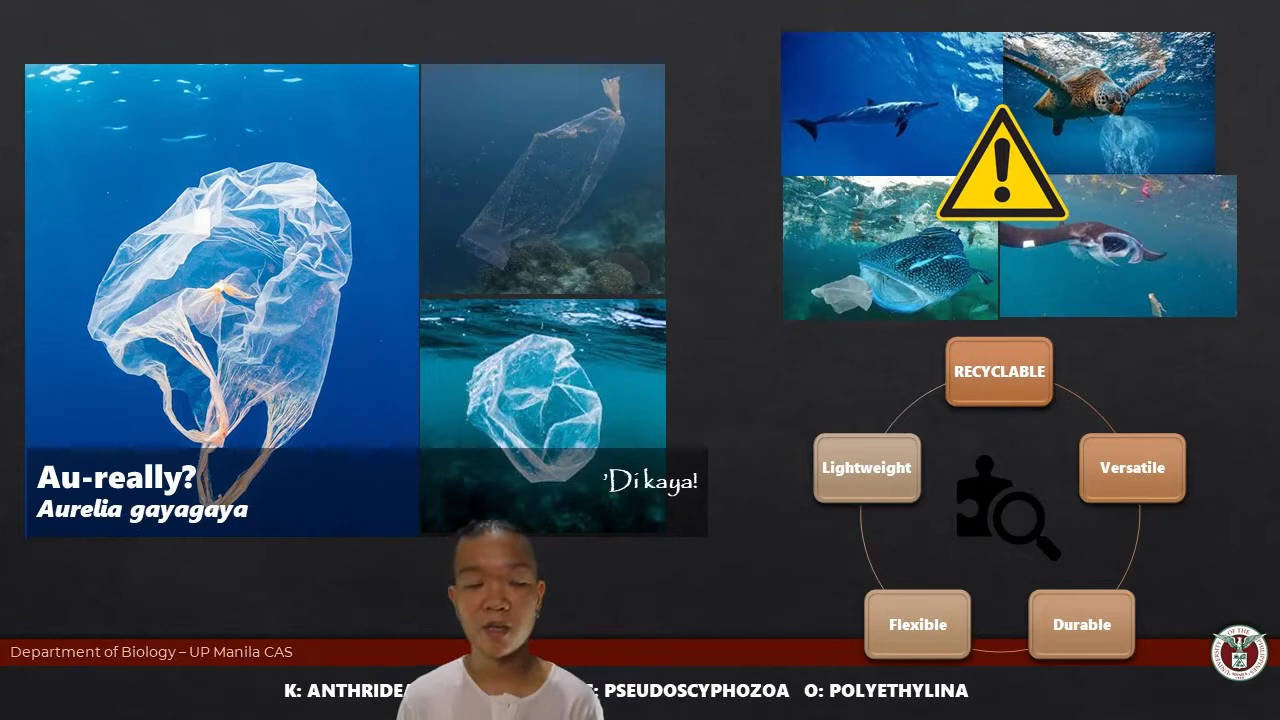 Au-really?
Aurelia gayagaya
'Di kaya!
RECYCLABLE
Lightweight
Versatile
Flexible
Durable
Department of Biology – UP Manila CAS
K: ANTHRIDEA
PSEUDOSCYPHOZOA O: POLYETHYLINA